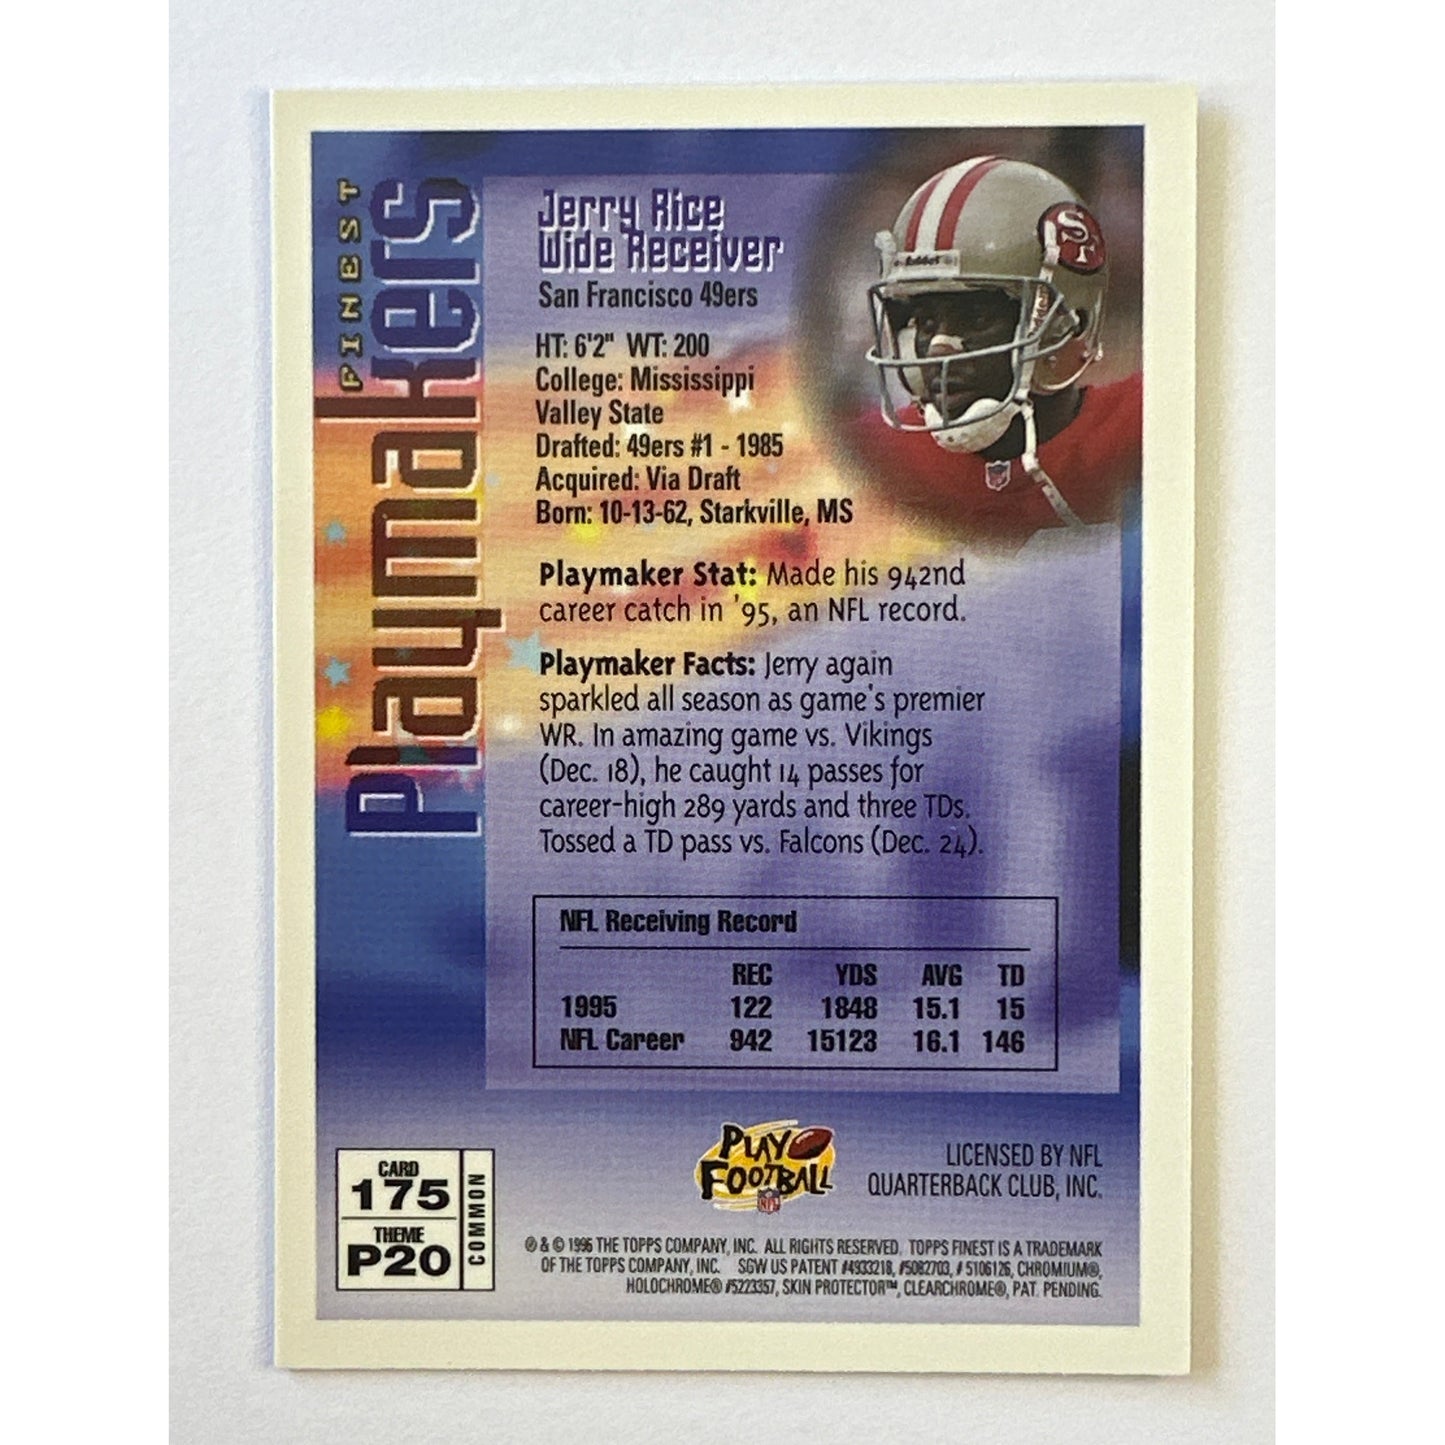 FINEST
Playmakers
Jerry Rice
Wide Receiver
San Francisco 49ers
HT: 6'2" WT: 200
College: Mississippi
Valley State
Drafted: 49ers #1 - 1985
Acquired: Via Draft
Born: 10-13-62, Starkville, MS
Playmaker Stat: Made his 942nd
career catch in '95, an NFL record.
Playmaker Facts: Jerry again
sparkled all season as game's premier
WR. In amazing game vs. Vikings
(Dec. 18), he caught 14 passes for
career-high 289 yards and three TDs.
Tossed a TD pass vs. Falcons (Dec. 24).
NFL Receiving Record
REC YDS AVG TD
1995 122 1848 15.1 15
NFL Career 942 15123 16.1 146
CARD
175
THEME
P20
COMMON
PLAY
FOOTBALL
NFL
LICENSED BY NFL
QUARTERBACK CLUB, INC.
℗ & © 1996 THE TOPPS COMPANY, INC. ALL RIGHTS RESERVED. TOPPS FINEST IS A TRADEMARK
OF THE TOPPS COMPANY, INC. SGW US PATENT #4933218, #5082703, # 5106126, CHROMIUM®,
HOLOCHROME® #5223357, SKIN PROTECTOR™, CLEARCHROME®, PAT. PENDING.
Riddell
SF